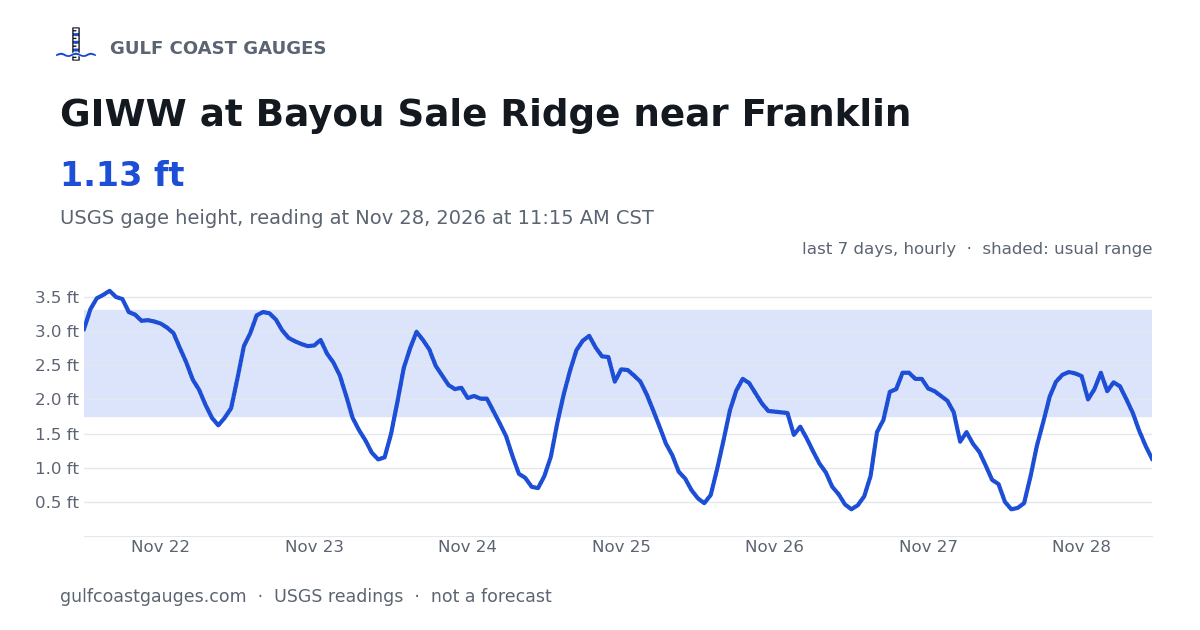 GULF COAST GAUGES
GIWW at Bayou Sale Ridge near Franklin
1.13 ft
USGS gage height, reading at Nov 28, 2026 at 11:15 AM CST
last 7 days, hourly · shaded: usual range
3.5 ft
3.0 ft
2.5 ft
2.0 ft
1.5 ft
1.0 ft
0.5 ft
Nov 22 Nov 23 Nov 24 Nov 25 Nov 26 Nov 27 Nov 28
gulfcoastgauges.com · USGS readings · not a forecast